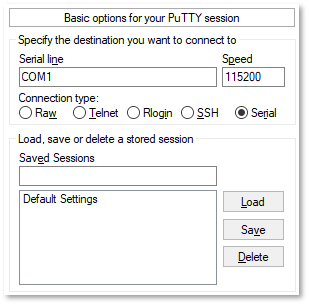 Basic options for your PuTTY session
Specify the destination you want to connect to
Serial line Speed
COM1 115200
Connection type:
Raw Telnet Rlogin SSH Serial
Load, save or delete a stored session
Saved Sessions
Default Settings Load
Save
Delete